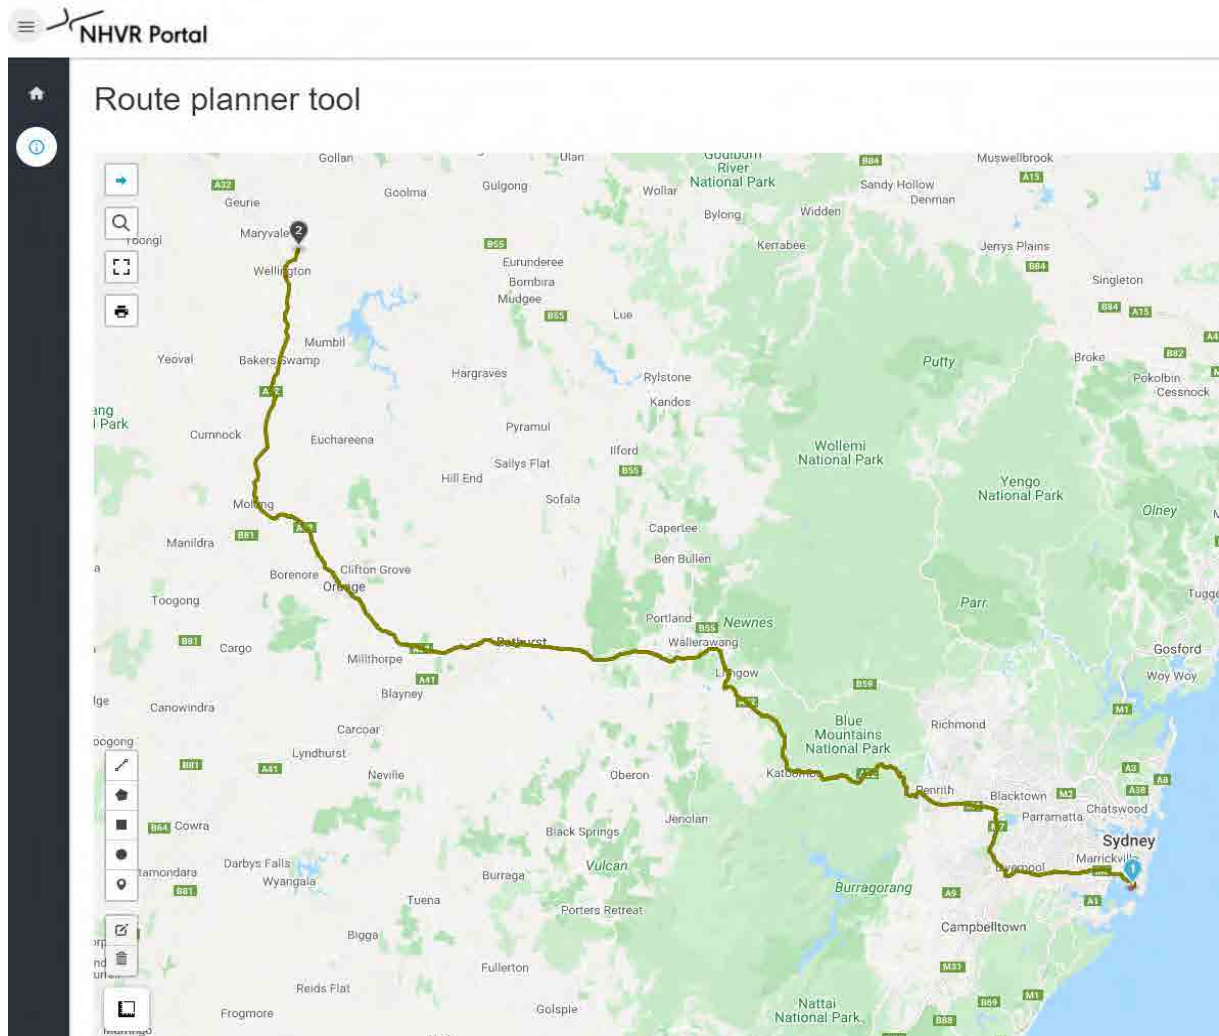 NHVR Portal
Route planner tool
Gollan
Ulan
Goulburn
River
National Park
B84
Muswellbrook
A15
A32
Geurie
Goolma
Gulgong
Wollar
Sandy Hollow
Denman
Bylong
Widden
2
Maryvale
B55
Kerrabee
Jerrys Plains
B84
Wellington
Eurunderee
Bombira
Mudgee
Singleton
B55
Lue
B84
A15
Mumbil
Yeoval
Bakers Swamp
Hargraves
Putty
Broke
B82
Rylstone
Pokolbin
Cessnock
Kandos
Cumnock
Euchareena
Pyramul
Ilford
Wollemi
National Park
Sallys Flat
B55
Hill End
Yengo
National Park
Sofala
Molong
Olney
B81
Capertee
Manildra
Ben Bullen
Borenore
Clifton Grove
Orange
Toogong
Parr
Portland
Newnes
B55
B81
Cargo
Bathurst
Wallerawang
Gosford
Millthorpe
Lithgow
Woy Woy
A41
B59
Blayney
Canowindra
M1
Blue
Mountains
National Park
Richmond
Carcoar
Lyndhurst
B81
A41
Neville
Oberon
Katoomba
A3
A8
Penrith
Blacktown
M2
A38
Chatswood
Parramatta
Jenolan
M7
B64
Cowra
Black Springs
Sydney
Darbys Falls
Vulcan
Liverpool
Marrickville
1
Wyangala
B81
Burraga
Burragorang
A9
A1
Tuena
Porters Retreat
Campbelltown
Bigga
Fullerton
M31
Reids Flat
B69
M1
Frogmore
Golspie
Nattai
National Park
B88